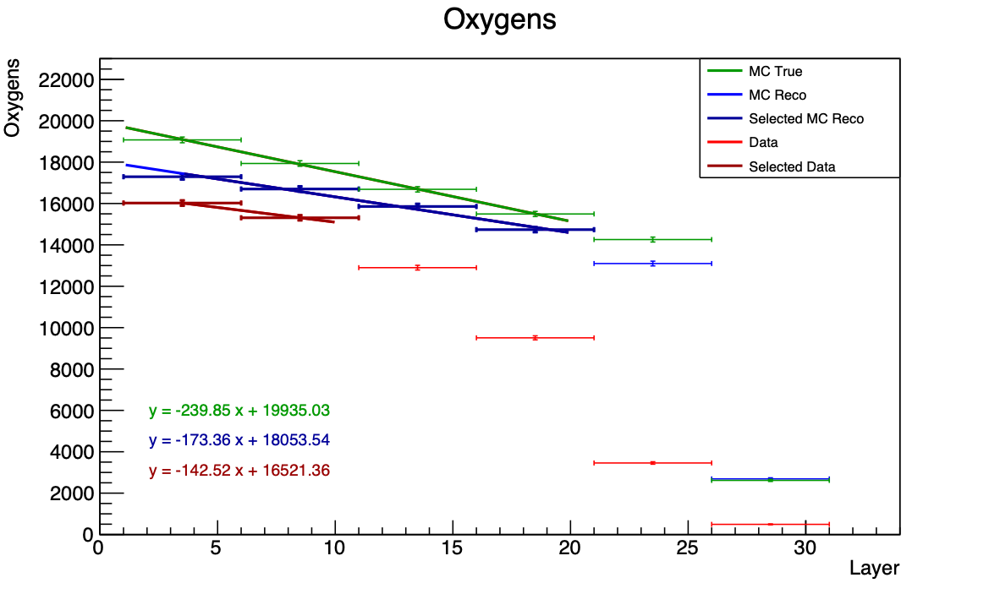 Oxygens
Oxygens
22000
20000
18000
16000
14000
12000
10000
8000
6000
4000
2000
0
MC True
MC Reco
Selected MC Reco
Data
Selected Data
y = -239.85 x + 19935.03
y = -173.36 x + 18053.54
y = -142.52 x + 16521.36
0 5 10 15 20 25 30
Layer